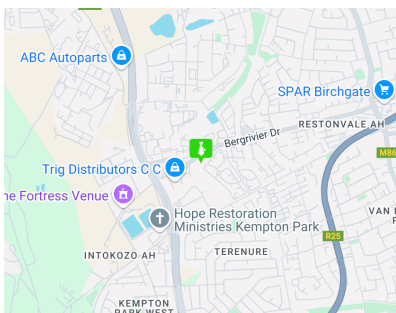 ABC Autoparts
SPAR Birchgate
Bergrivier Dr
RESTONVALE AH
M86
Trig Distributors C C
ne Fortress Venue
Hope Restoration
Ministries Kempton Park
VAN
R25
TERENURE
INTOKOZO AH
KEMPTON
PARK WEST